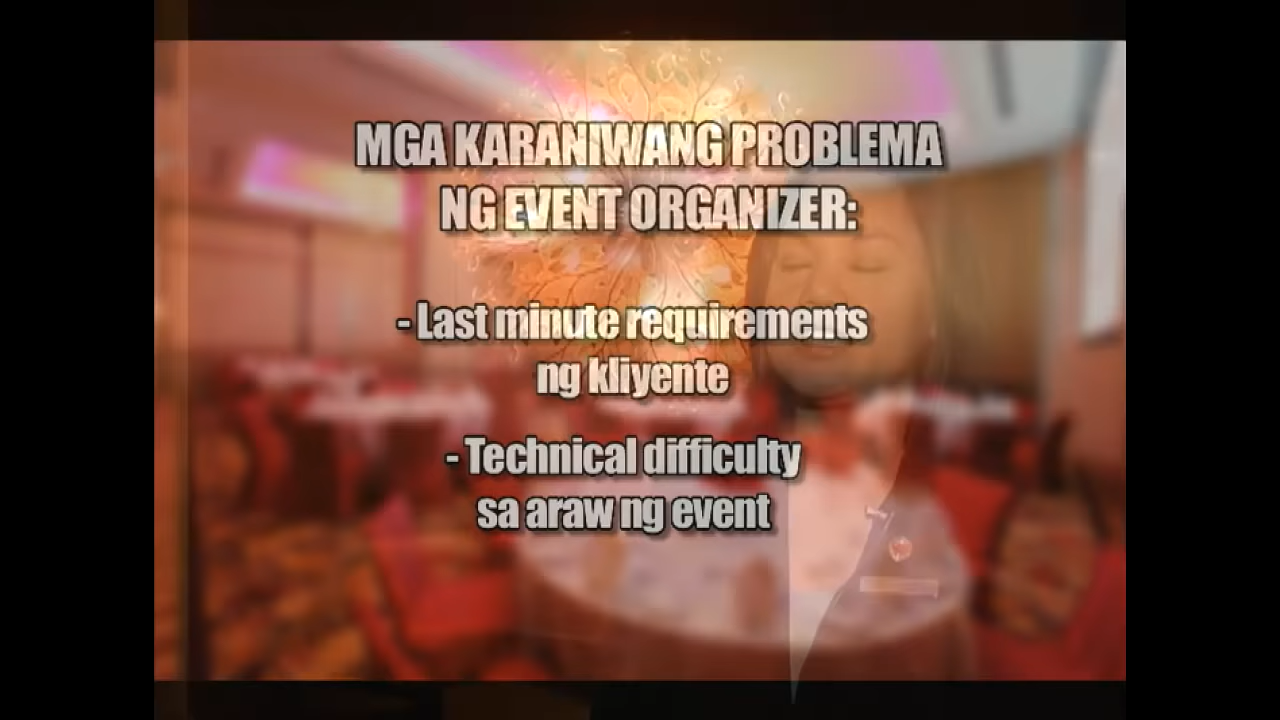 MGA KARANIWANG PROBLEMA
NG EVENT ORGANIZER:
- Last minute requirements
ng kliyente
- Technical difficulty
sa araw ng event